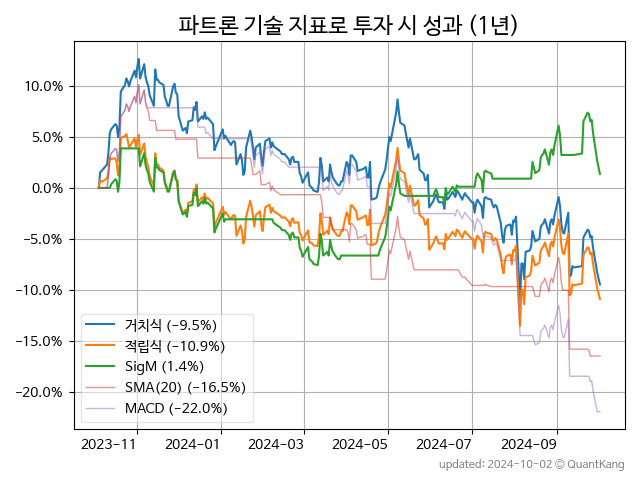 파트론 기술 지표로 투자 시 성과 (1년)
10.0%
5.0%
0.0%
−5.0%
−10.0%
−15.0%
−20.0%
거치식 (−9.5%)
적립식 (−10.9%)
SigM (1.4%)
SMA(20) (−16.5%)
MACD (−22.0%)
2023-11 2024-01 2024-03 2024-05 2024-07 2024-09
updated: 2024-10-02 © QuantKang